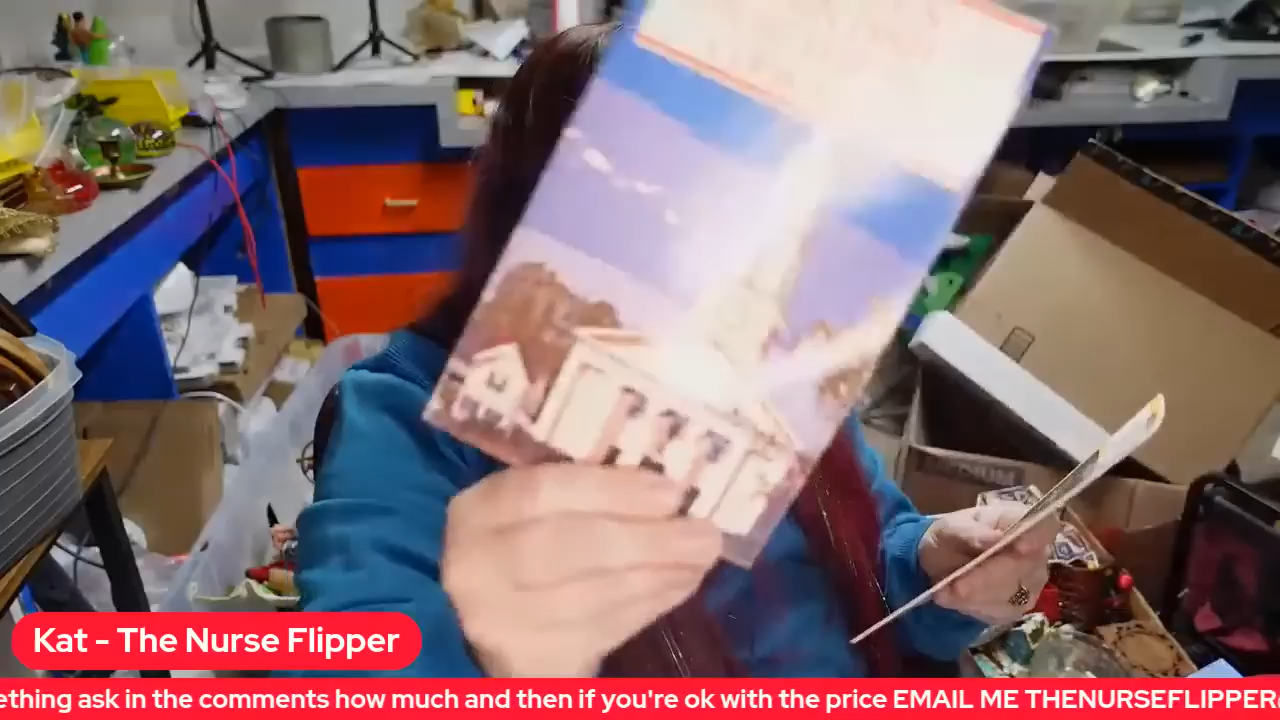 MEDIUM
Kat - The Nurse Flipper
ething ask in the comments how much and then if you're ok with the price EMAIL ME THENURSEFLIPPER